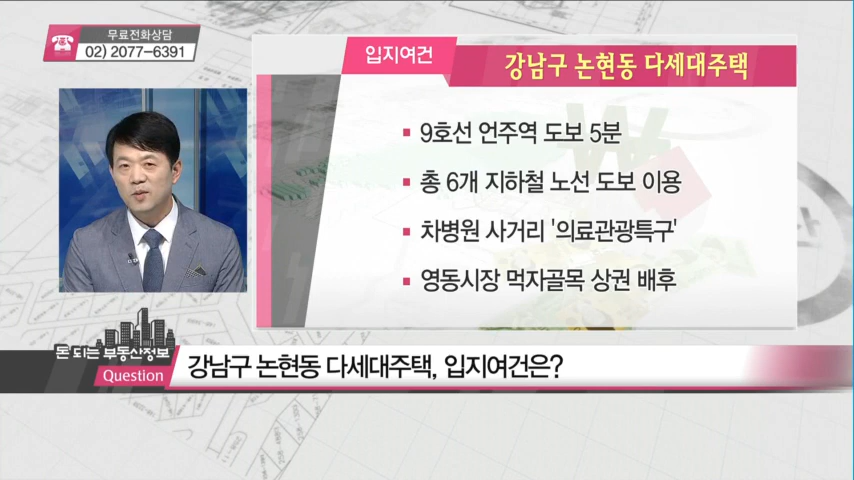 무료전화상담
02) 2077-6391
입지여건
강남구 논현동 다세대주택
9호선 언주역 도보 5분
총 6개 지하철 노선 도보 이용
차병원 사거리 '의료관광특구'
영동시장 먹자골목 상권 배후
돈 되는 부동산정보
Question
강남구 논현동 다세대주택, 입지여건은?